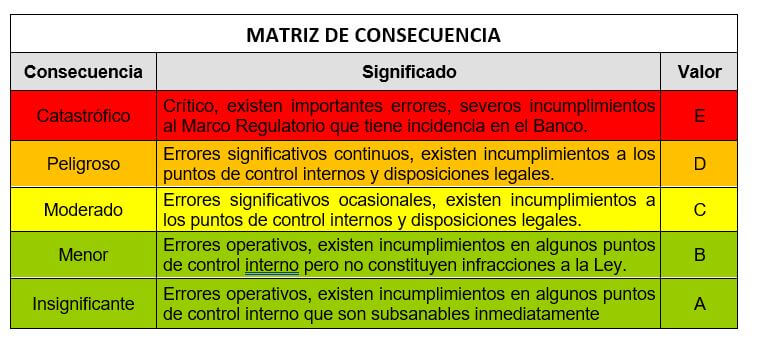 MATRIZ DE CONSECUENCIA
Consecuencia Significado Valor
Catastrófico Crítico, existen importantes errores, severos incumplimientos al Marco Regulatorio que tiene incidencia en el Banco. E
Peligroso Errores significativos continuos, existen incumplimientos a los puntos de control internos y disposiciones legales. D
Moderado Errores significativos ocasionales, existen incumplimientos a los puntos de control internos y disposiciones legales. C
Menor Errores operativos, existen incumplimientos en algunos puntos de control interno pero no constituyen infracciones a la Ley. B
Insignificante Errores operativos, existen incumplimientos en algunos puntos de control interno que son subsanables inmediatamente A